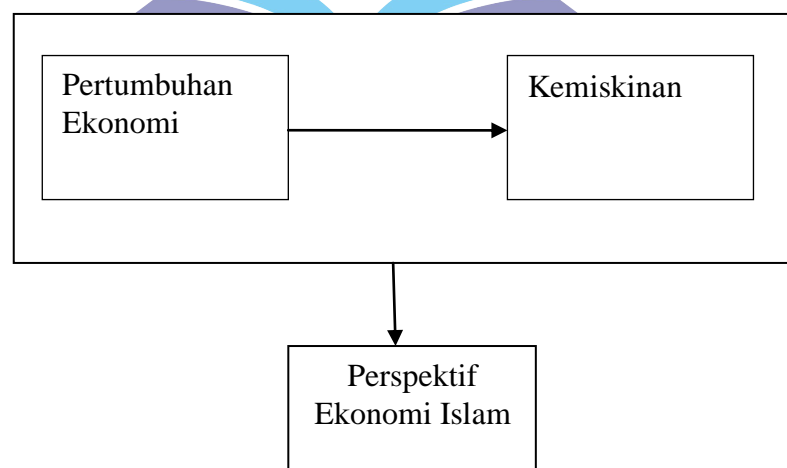 Pertumbuhan
Ekonomi
Kemiskinan
Perspektif
Ekonomi Islam